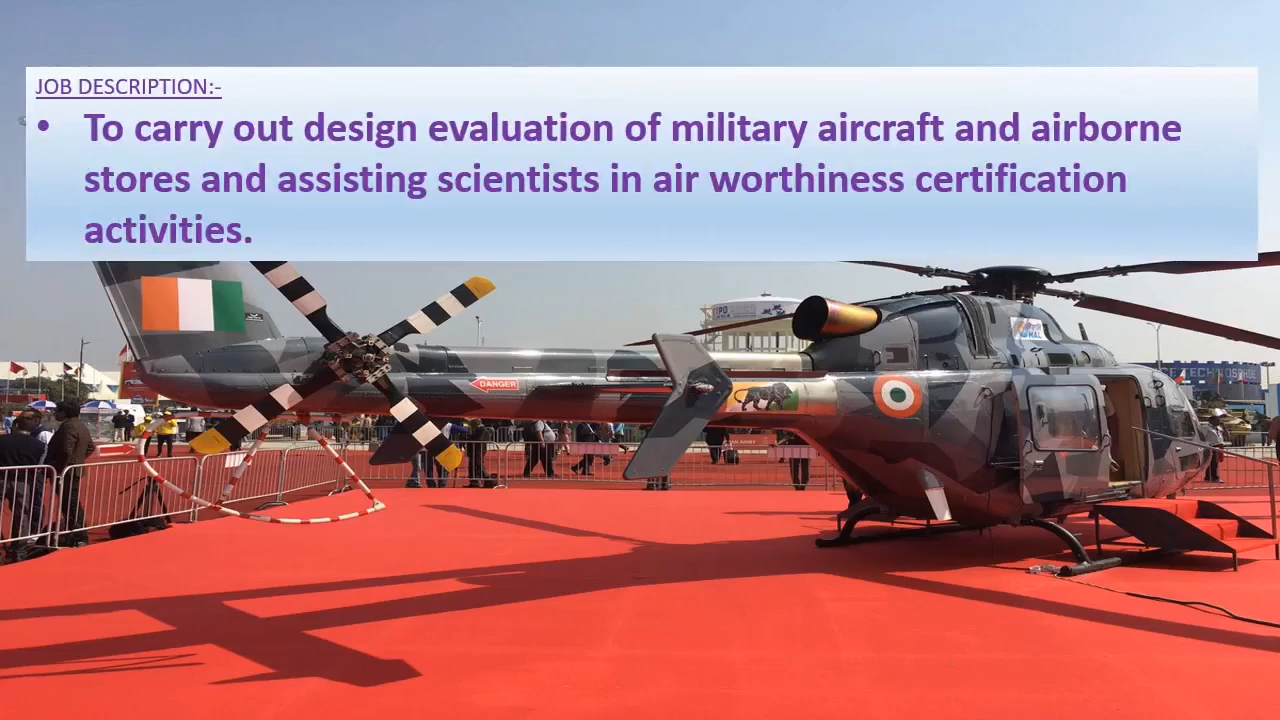 JOB DESCRIPTION:-
• To carry out design evaluation of military aircraft and airborne
stores and assisting scientists in air worthiness certification
activities.
DANGER
HAL